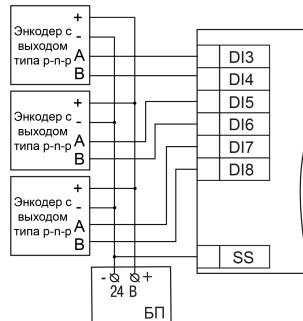 Энкодер с
выходом
типа p-n-p
+
-
A
B
Энкодер с
выходом
типа p-n-p
+
-
A
B
Энкодер с
выходом
типа p-n-p
+
-
A
B
DI3
DI4
DI5
DI6
DI7
DI8
SS
- +
24 В
БП